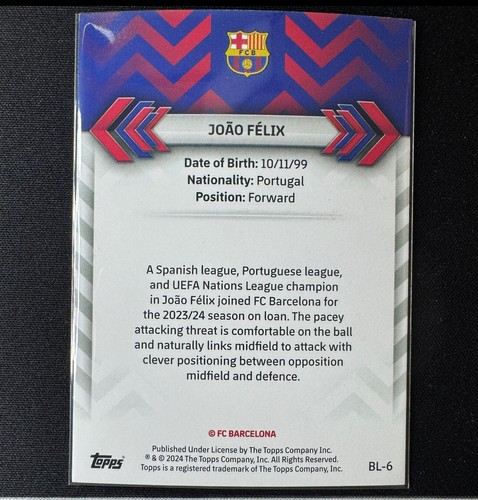 FCB
JOÃO FÉLIX
Date of Birth: 10/11/99
Nationality: Portugal
Position: Forward
A Spanish league, Portuguese league,
and UEFA Nations League champion
in João Félix joined FC Barcelona for
the 2023/24 season on loan. The pacey
attacking threat is comfortable on the ball
and naturally links midfield to attack with
clever positioning between opposition
midfield and defence.
© FC BARCELONA
Published Under License by The Topps Company Inc.
® & © 2024 The Topps Company, Inc. All Rights Reserved.
Topps is a registered trademark of The Topps Company, Inc.
Topps
BL-6